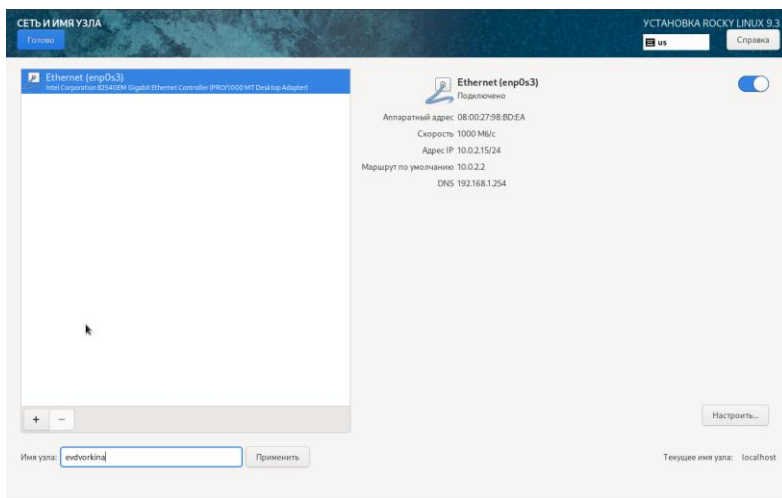 СЕТЬ И ИМЯ УЗЛА
Готово
УСТАНОВКА ROCKY LINUX 9.3
us
Справка
Ethernet (enp0s3)
Intel Corporation 82540EM Gigabit Ethernet Controller (PRO/1000 MT Desktop Adapter)
Ethernet (enp0s3)
Подключено
Аппаратный адрес 08:00:27:98:BD:EA
Скорость 1000 Мб/с
Адрес IP 10.0.2.15/24
Маршрут по умолчанию 10.0.2.2
DNS 192.168.1.254
+ −
Настроить...
Имя узла: evdvorkina Применить
Текущее имя узла: localhost